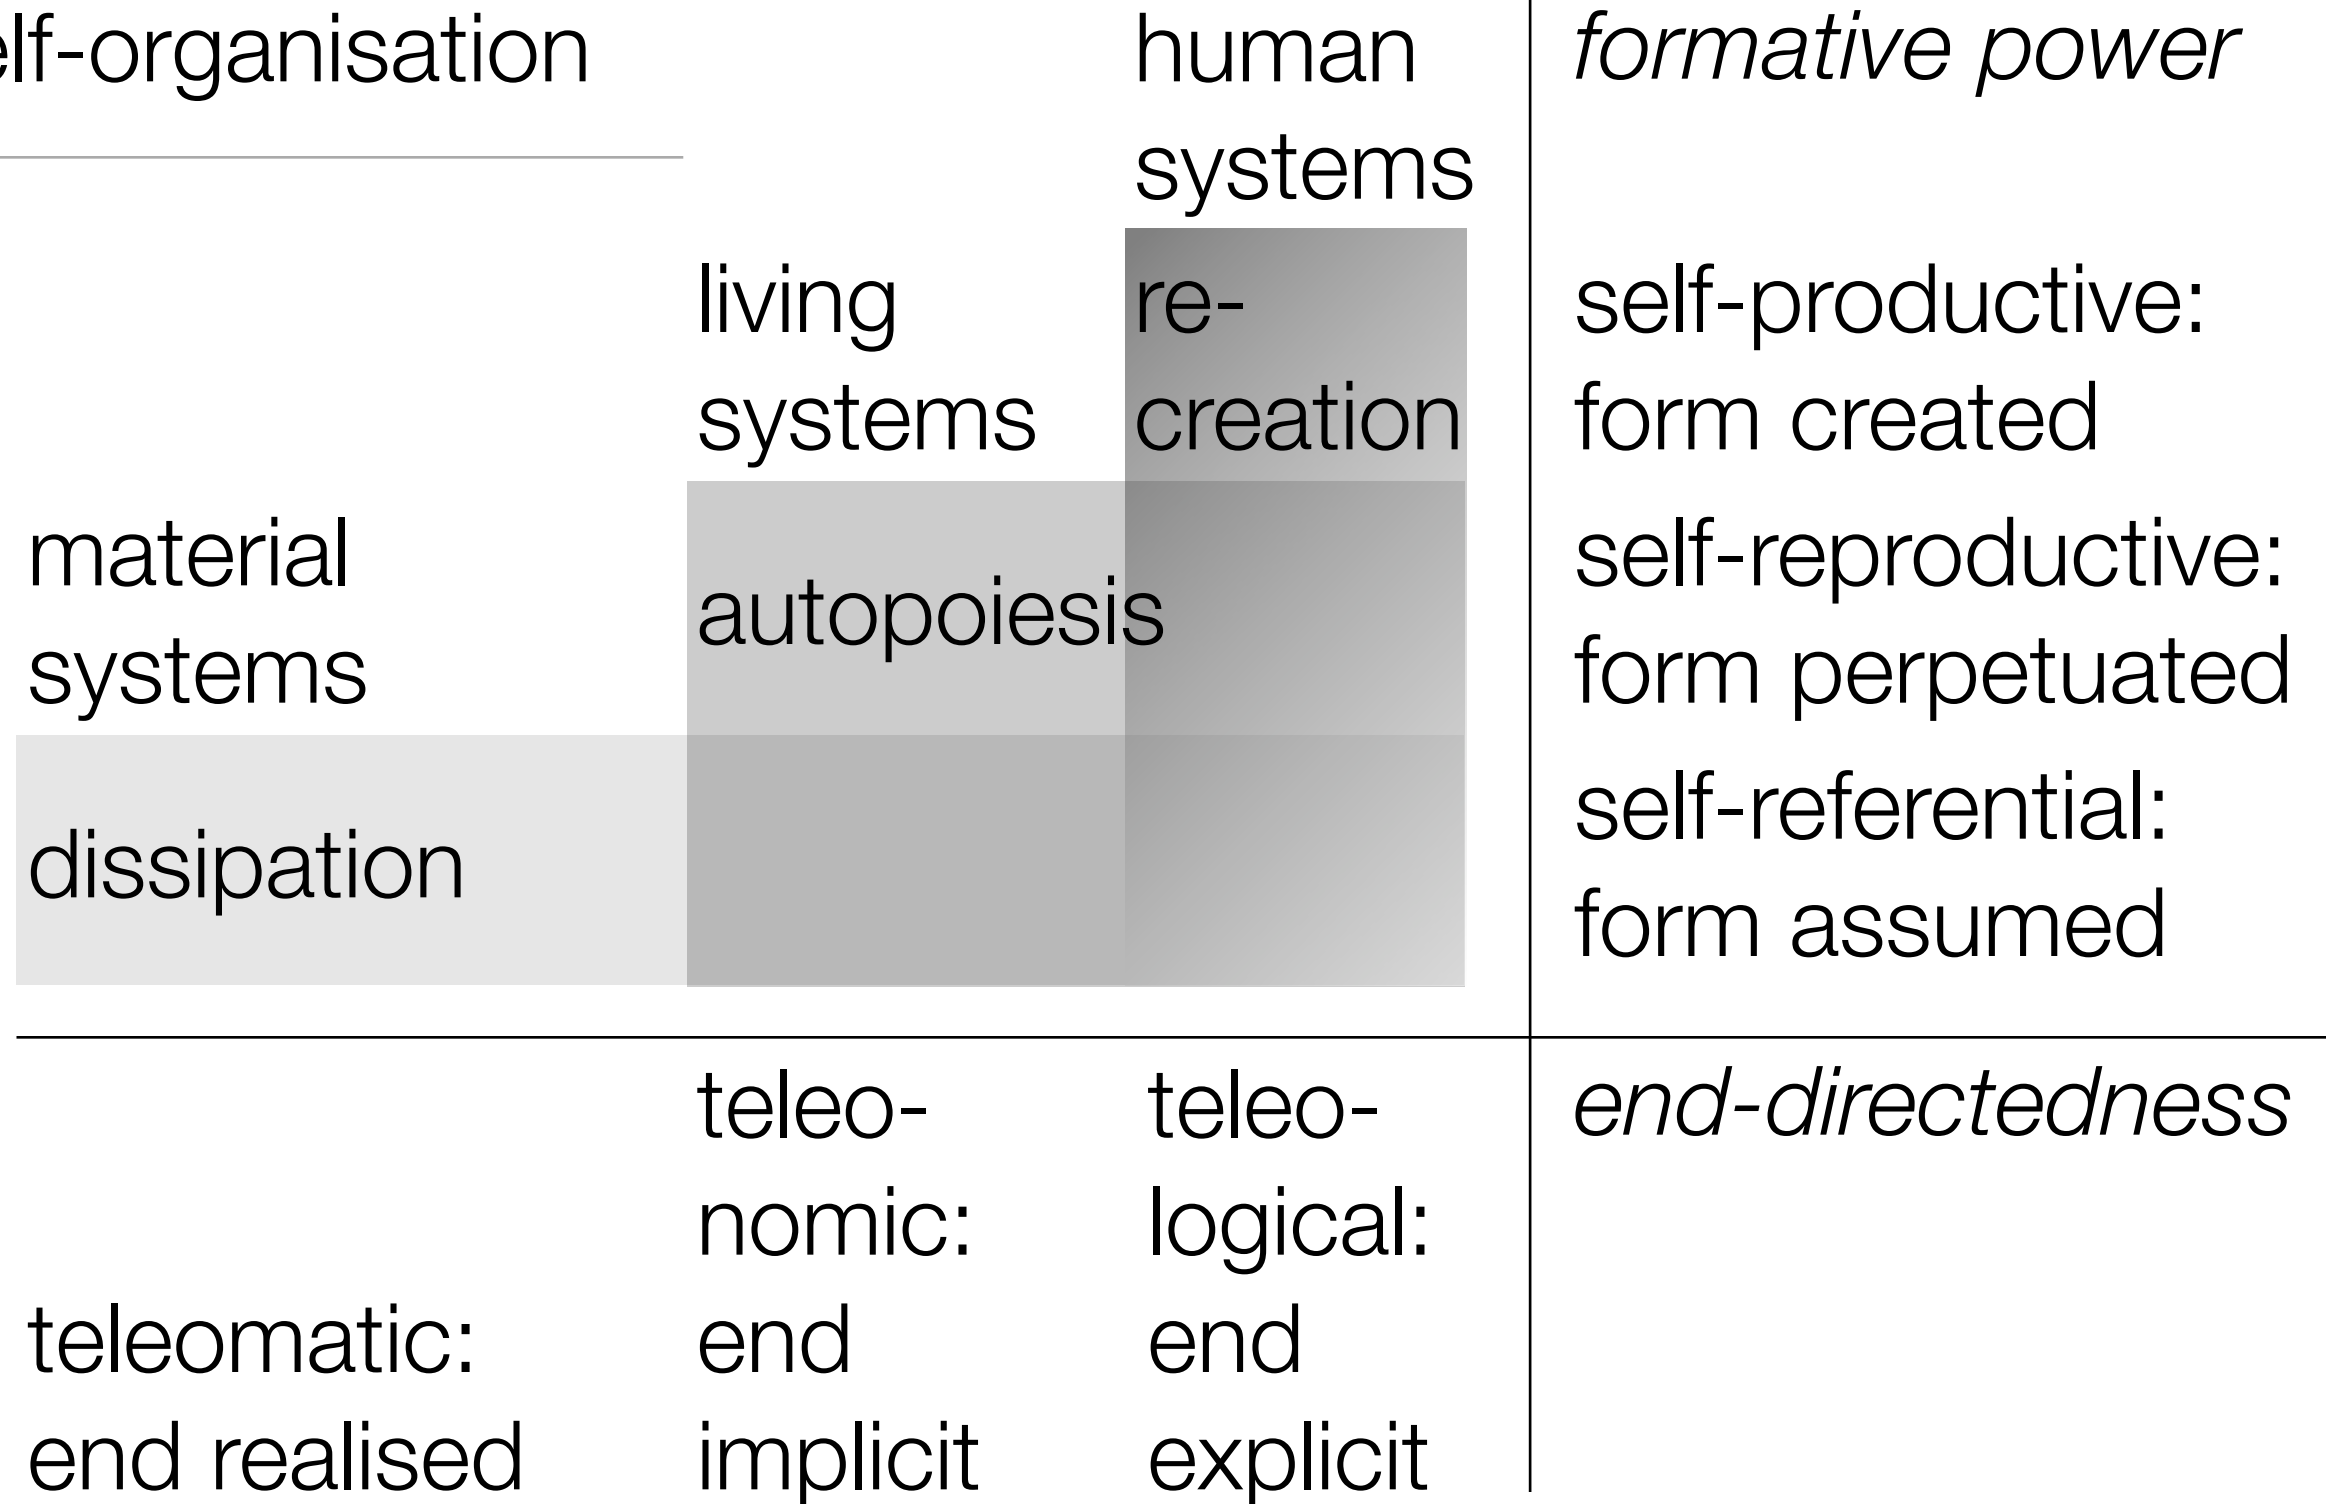 elf-organisation
human
systems
formative power
living
systems
re-
creation
self-productive:
form created
material
systems
autopoiesis
self-reproductive:
form perpetuated
dissipation
self-referential:
form assumed
teleomatic:
end realised
teleo-
nomic:
end
implicit
teleo-
logical:
end
explicit
end-directedness